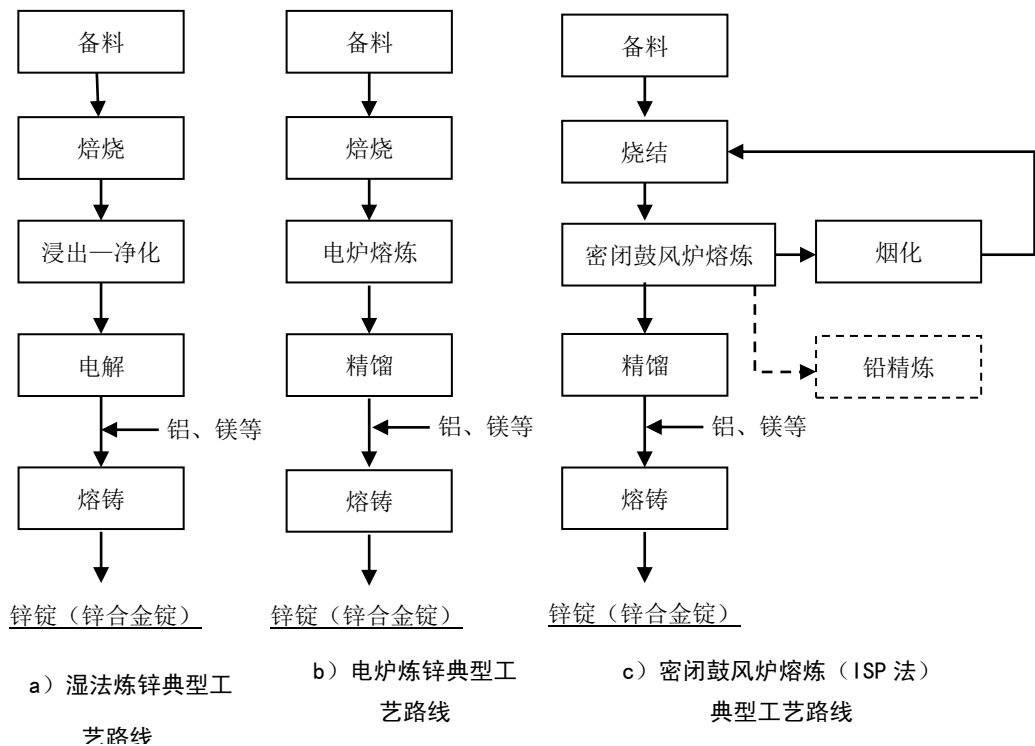 备料
焙烧
浸出—净化
电解
铝、镁等
熔铸
锌锭（锌合金锭）
a）湿法炼锌典型工
艺路线
备料
焙烧
电炉熔炼
精馏
铝、镁等
熔铸
锌锭（锌合金锭）
b）电炉炼锌典型工
艺路线
备料
烧结
密闭鼓风炉熔炼
烟化
铅精炼
精馏
铝、镁等
熔铸
锌锭（锌合金锭）
c）密闭鼓风炉熔炼（ISP 法）
典型工艺路线